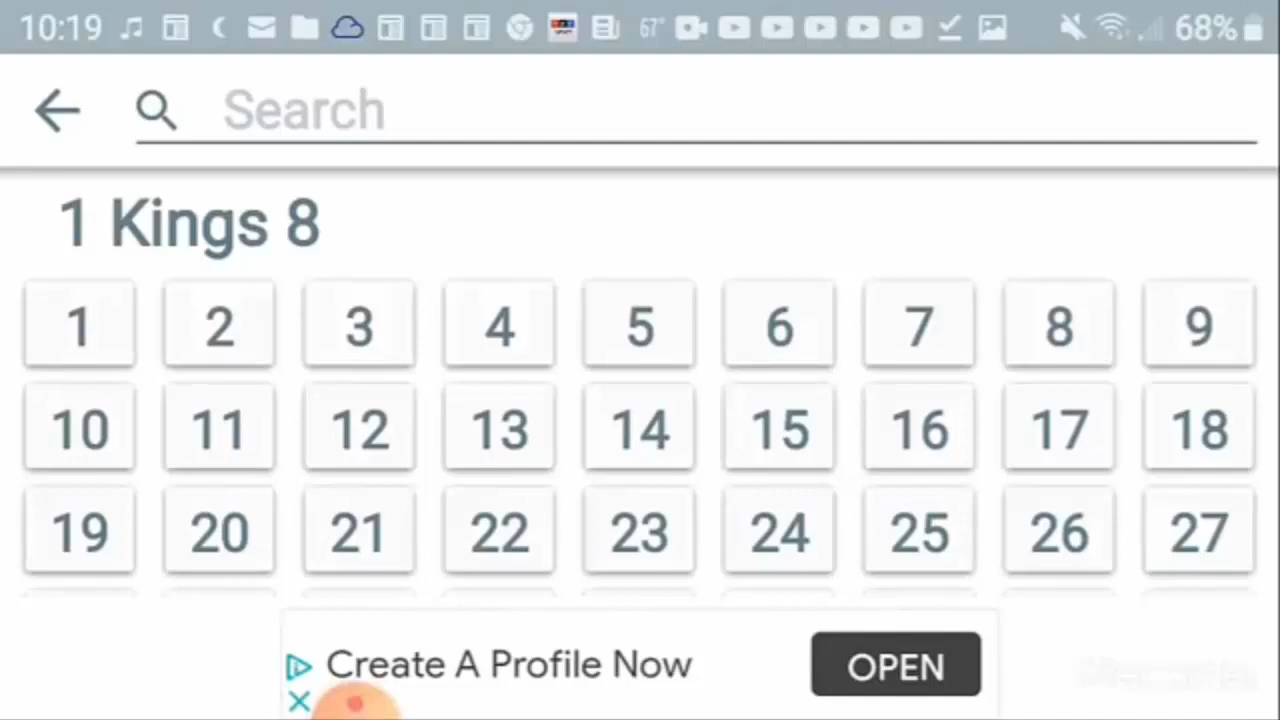 10:19 67° 68%
Search
1 Kings 8
1 2 3 4 5 6 7 8 9
10 11 12 13 14 15 16 17 18
19 20 21 22 23 24 25 26 27
Create A Profile Now
OPEN